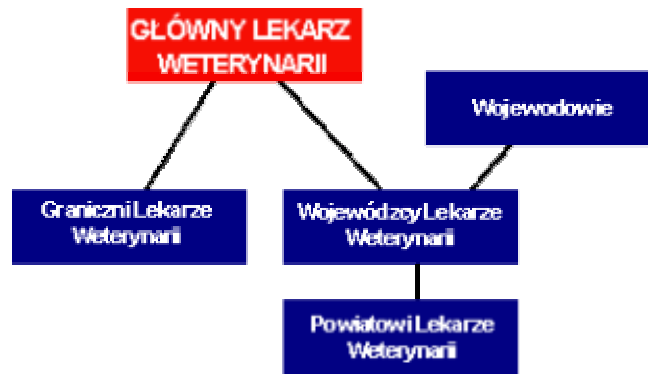 GŁÓWNY LEKARZ
WETERYNARII
Wojewodowie
Graniczni Lekarze
Weterynarii
Wojewódzcy Lekarze
Weterynarii
Powiatowi Lekarze
Weterynarii